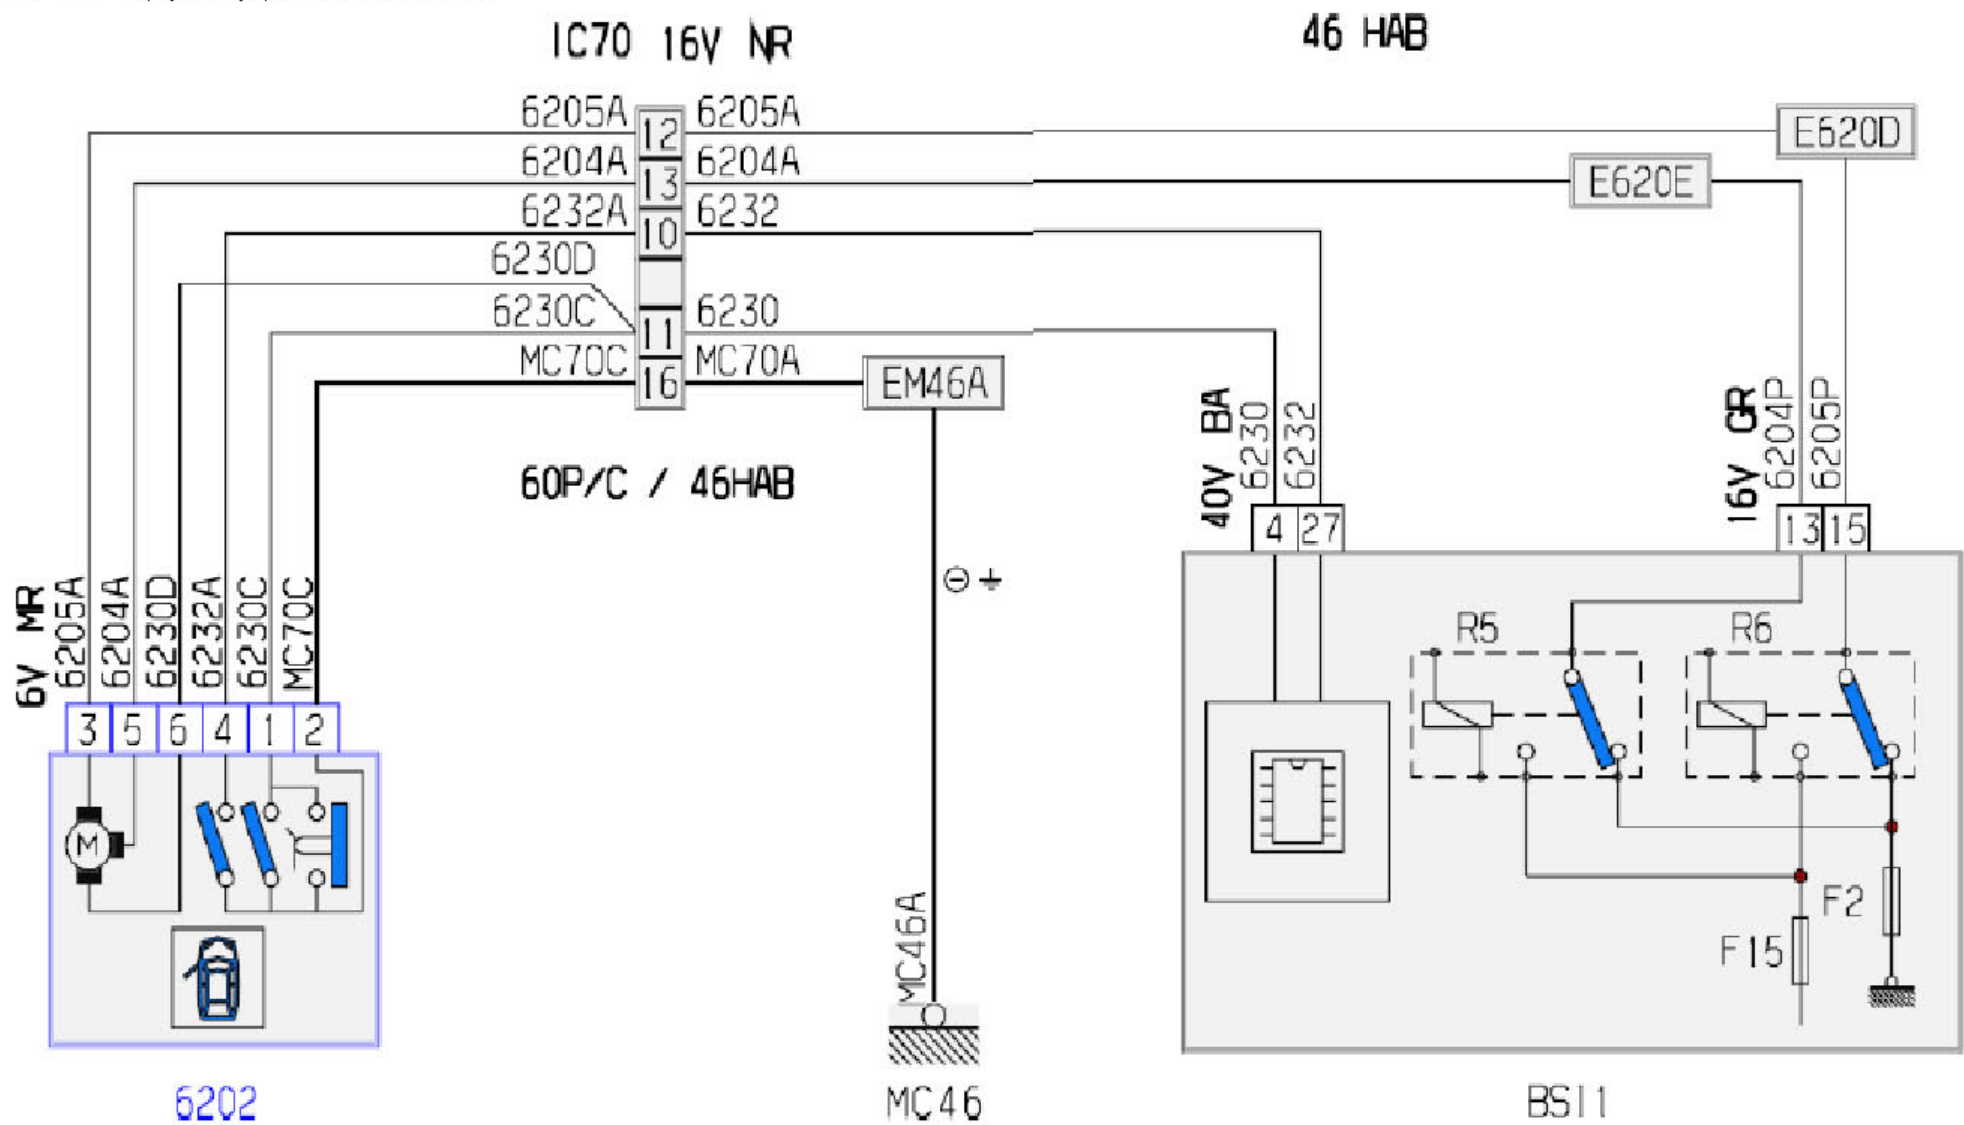 IC70 16V NR
46 HAB
6205A 12 6205A
E620D
6204A 13 6204A
E620E
6232A 10 6232
6230D
6230C 11 6230
MC70C 16 MC70A
EM46A
60P/C / 46HAB
40V BA
6230
6232
16V GR
6204P
6205P
4 27
13 15
6V MR
6205A
6204A
6230D
6232A
6230C
MC70C
3 5 6 4 1 2
R5
R6
M
F2
F15
MC46A
6202
MC46
BSI1